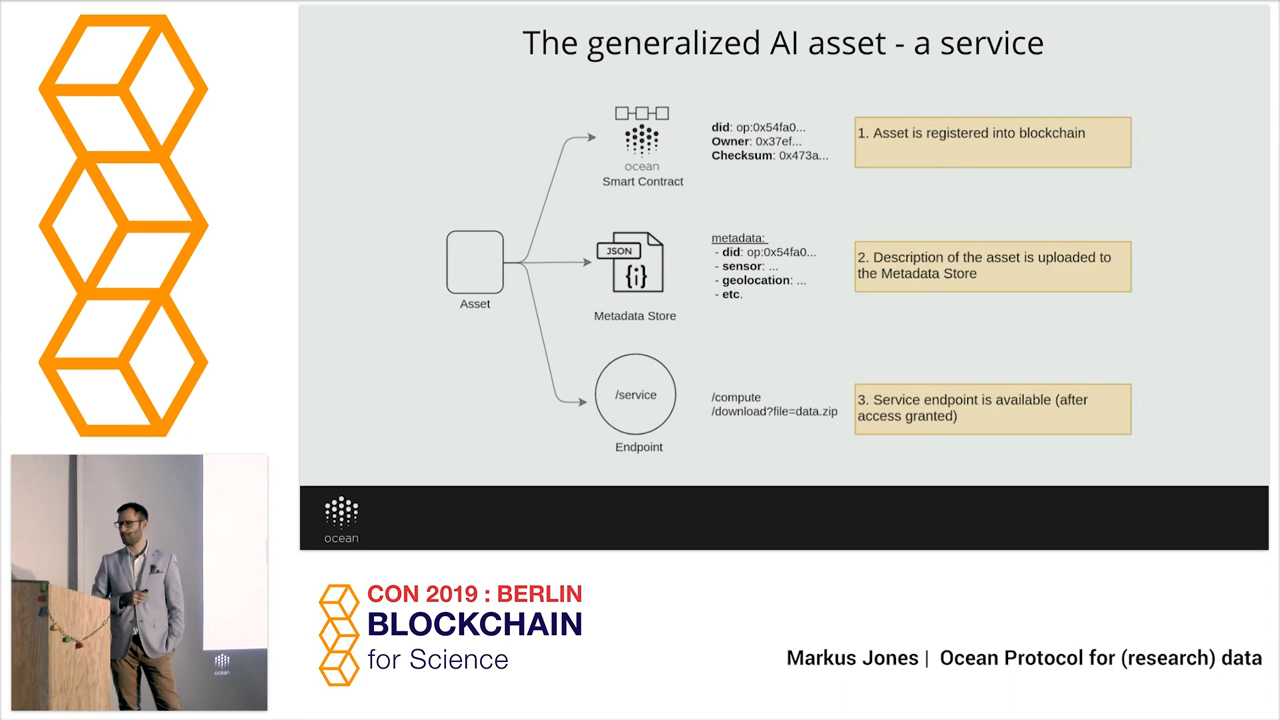 The generalized AI asset - a service
ocean
Smart Contract
did: op:0x54fa0...
Owner: 0x37ef...
Checksum: 0x473a...
1. Asset is registered into blockchain
Asset
JSON
{i}
Metadata Store
metadata:
- did: op:0x54fa0...
- sensor: ...
- geolocation: ...
- etc.
2. Description of the asset is uploaded to
the Metadata Store
/service
Endpoint
/compute
/download?file=data.zip
3. Service endpoint is available (after
access granted)
ocean
ocean
CON 2019 : BERLIN
BLOCKCHAIN
for Science
Markus Jones | Ocean Protocol for (research) data